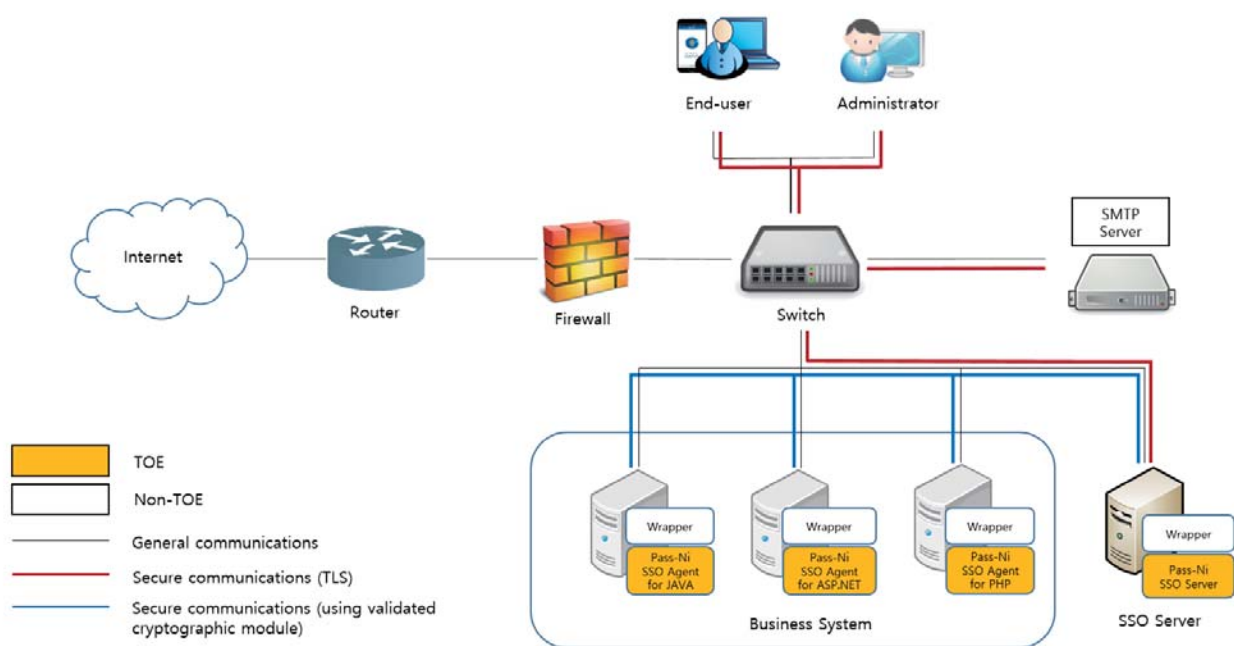 End-user
Administrator
SMTP
Server
Internet
Router
Firewall
Switch
TOE
Non-TOE
General communications
Secure communications (TLS)
Secure communications (using validated
cryptographic module)
Wrapper
Pass-Ni
SSO Agent
for JAVA
Wrapper
Pass-Ni
SSO Agent
for ASP.NET
Wrapper
Pass-Ni
SSO Agent
for PHP
Wrapper
Pass-Ni
SSO Server
Business System
SSO Server